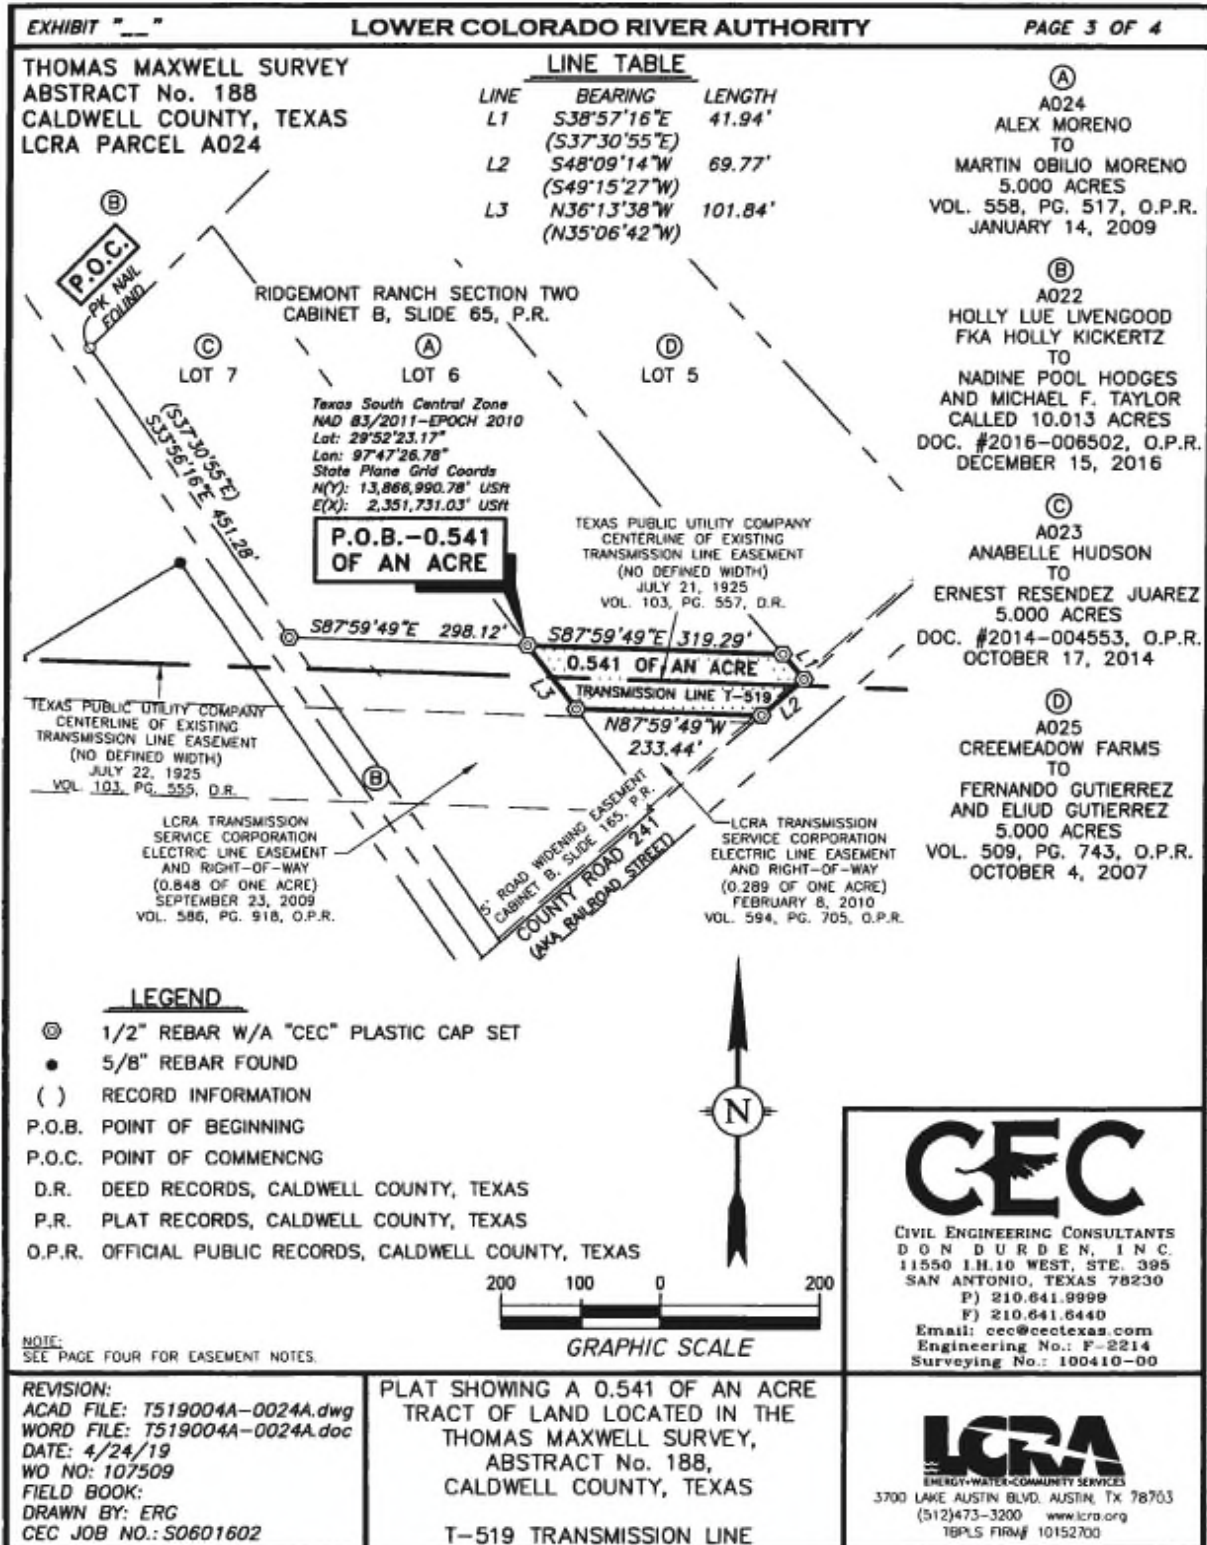 EXHIBIT "__"
LOWER COLORADO RIVER AUTHORITY
PAGE 3 OF 4
THOMAS MAXWELL SURVEY
ABSTRACT No. 188
CALDWELL COUNTY, TEXAS
LCRA PARCEL A024
LINE TABLE
LINE BEARING LENGTH
L1 S38°57'16"E 41.94'
(S37°30'55"E)
L2 S48°09'14"W 69.77'
(S49°15'27"W)
L3 N36°13'38"W 101.84'
(N35°06'42"W)
A
A024
ALEX MORENO
TO
MARTIN OBILIO MORENO
5.000 ACRES
VOL. 558, PG. 517, O.P.R.
JANUARY 14, 2009
B
A022
HOLLY LUE LIVENGOOD
FKA HOLLY KICKERTZ
TO
NADINE POOL HODGES
AND MICHAEL F. TAYLOR
CALLED 10.013 ACRES
DOC. #2016-006502, O.P.R.
DECEMBER 15, 2016
C
A023
ANABELLE HUDSON
TO
ERNEST RESENDEZ JUAREZ
5.000 ACRES
DOC. #2014-004553, O.P.R.
OCTOBER 17, 2014
D
A025
CREEMEADOW FARMS
TO
FERNANDO GUTIERREZ
AND ELIUD GUTIERREZ
5.000 ACRES
VOL. 509, PG. 743, O.P.R.
OCTOBER 4, 2007
B
P.O.C.
PK NAIL
FOUND
RIDGEMONT RANCH SECTION TWO
CABINET B, SLIDE 65, P.R.
C
LOT 7
A
LOT 6
D
LOT 5
Texas South Central Zone
NAD 83/2011-EPOCH 2010
Lat: 29°52'23.17"
Lon: 97°47'26.78"
State Plane Grid Coords
N(Y): 13,866,990.78' USft
E(X): 2,351,731.03' USft
P.O.B.-0.541
OF AN ACRE
(S37°30'55"E)
S33°56'16"E 451.28'
TEXAS PUBLIC UTILITY COMPANY
CENTERLINE OF EXISTING
TRANSMISSION LINE EASEMENT
(NO DEFINED WIDTH)
JULY 21, 1925
VOL. 103, PG. 557, D.R.
S87°59'49"E 298.12'
S87°59'49"E 319.29'
0.541 OF AN ACRE
TRANSMISSION LINE T-519
L3
L2
N87°59'49"W
233.44'
TEXAS PUBLIC UTILITY COMPANY
CENTERLINE OF EXISTING
TRANSMISSION LINE EASEMENT
(NO DEFINED WIDTH)
JULY 22, 1925
VOL. 103, PG. 555, D.R.
B
LCRA TRANSMISSION
SERVICE CORPORATION
ELECTRIC LINE EASEMENT
AND RIGHT-OF-WAY
(0.848 OF ONE ACRE)
SEPTEMBER 23, 2009
VOL. 586, PG. 918, O.P.R.
5' ROAD WIDENING EASEMENT
CABINET B, SLIDE 165, P.R.
COUNTY ROAD 241
(AKA RAILROAD STREET)
LCRA TRANSMISSION
SERVICE CORPORATION
ELECTRIC LINE EASEMENT
AND RIGHT-OF-WAY
(0.289 OF ONE ACRE)
FEBRUARY 8, 2010
VOL. 594, PG. 705, O.P.R.
LEGEND
1/2" REBAR W/A "CEC" PLASTIC CAP SET
5/8" REBAR FOUND
( ) RECORD INFORMATION
P.O.B. POINT OF BEGINNING
P.O.C. POINT OF COMMENCNG
D.R. DEED RECORDS, CALDWELL COUNTY, TEXAS
P.R. PLAT RECORDS, CALDWELL COUNTY, TEXAS
O.P.R. OFFICIAL PUBLIC RECORDS, CALDWELL COUNTY, TEXAS
N
200 100 0 200
GRAPHIC SCALE
NOTE:
SEE PAGE FOUR FOR EASEMENT NOTES.
CEC
CIVIL ENGINEERING CONSULTANTS
DON DURDEN, INC.
11550 I.H.10 WEST, STE. 395
SAN ANTONIO, TEXAS 78230
P) 210.641.9999
F) 210.641.6440
Email: cec@cectexas.com
Engineering No.: F-2214
Surveying No.: 100410-00
REVISION:
ACAD FILE: T519004A-0024A.dwg
WORD FILE: T519004A-0024A.doc
DATE: 4/24/19
WO NO: 107509
FIELD BOOK:
DRAWN BY: ERG
CEC JOB NO.: S0601602
PLAT SHOWING A 0.541 OF AN ACRE
TRACT OF LAND LOCATED IN THE
THOMAS MAXWELL SURVEY,
ABSTRACT No. 188,
CALDWELL COUNTY, TEXAS
T-519 TRANSMISSION LINE
LCRA
ENERGY•WATER•COMMUNITY SERVICES
3700 LAKE AUSTIN BLVD. AUSTIN, TX 78703
(512)473-3200 www.lcra.org
TBPLS FIRM# 10152700